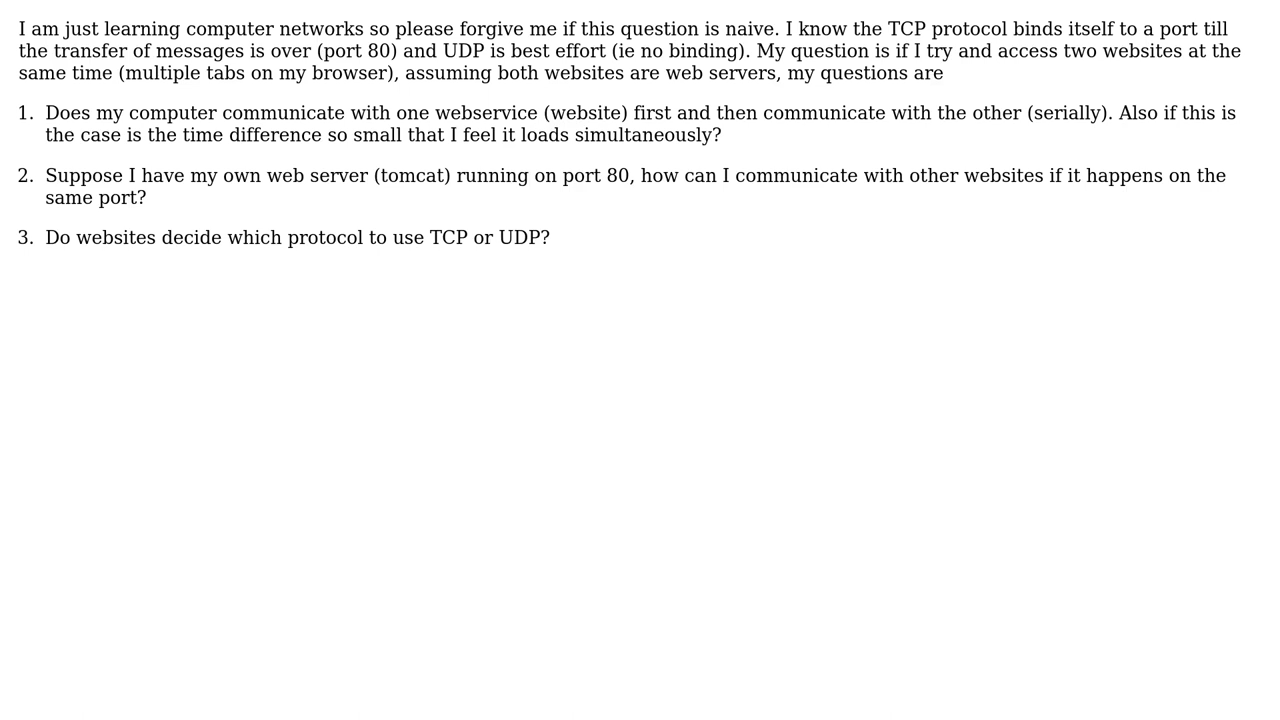 I am just learning computer networks so please forgive me if this question is naive. I know the TCP protocol binds itself to a port till
the transfer of messages is over (port 80) and UDP is best effort (ie no binding). My question is if I try and access two websites at the
same time (multiple tabs on my browser), assuming both websites are web servers, my questions are
1. Does my computer communicate with one webservice (website) first and then communicate with the other (serially). Also if this is
the case is the time difference so small that I feel it loads simultaneously?
2. Suppose I have my own web server (tomcat) running on port 80, how can I communicate with other websites if it happens on the
same port?
3. Do websites decide which protocol to use TCP or UDP?